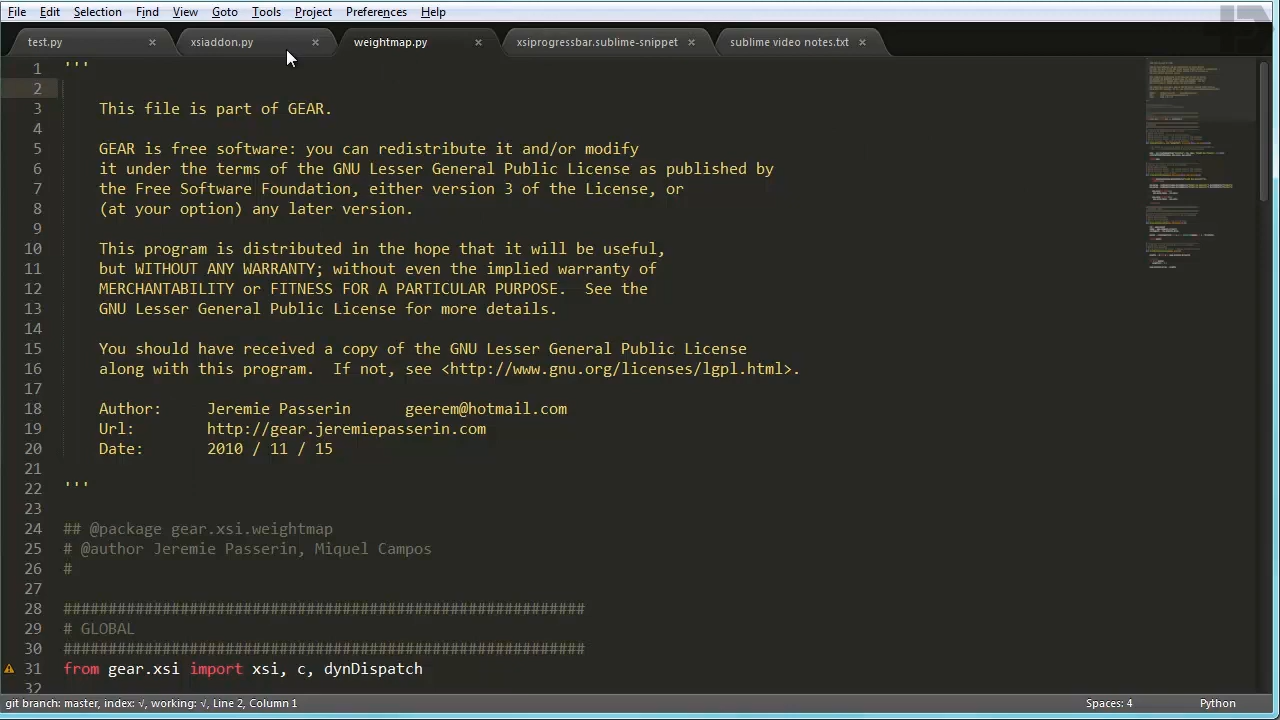 File Edit Selection Find View Goto Tools Project Preferences Help
test.py × xsiaddon.py × weightmap.py × xsiprogressbar.sublime-snippet × sublime video notes.txt ×
1 '''
2
3 This file is part of GEAR.
4
5 GEAR is free software: you can redistribute it and/or modify
6 it under the terms of the GNU Lesser General Public License as published by
7 the Free Software Foundation, either version 3 of the License, or
8 (at your option) any later version.
9
10 This program is distributed in the hope that it will be useful,
11 but WITHOUT ANY WARRANTY; without even the implied warranty of
12 MERCHANTABILITY or FITNESS FOR A PARTICULAR PURPOSE.  See the
13 GNU Lesser General Public License for more details.
14
15 You should have received a copy of the GNU Lesser General Public License
16 along with this program.  If not, see <http://www.gnu.org/licenses/lgpl.html>.
17
18 Author: Jeremie Passerin geerem@hotmail.com
19 Url: http://gear.jeremiepasserin.com
20 Date: 2010 / 11 / 15
21
22 '''
23
24 ## @package gear.xsi.weightmap
25 # @author Jeremie Passerin, Miquel Campos
26 #
27
28 ##########################################################
29 # GLOBAL
30 ##########################################################
31 from gear.xsi import xsi, c, dynDispatch
32
git branch: master, index: √, working: √, Line 2, Column 1 Spaces: 4 Python